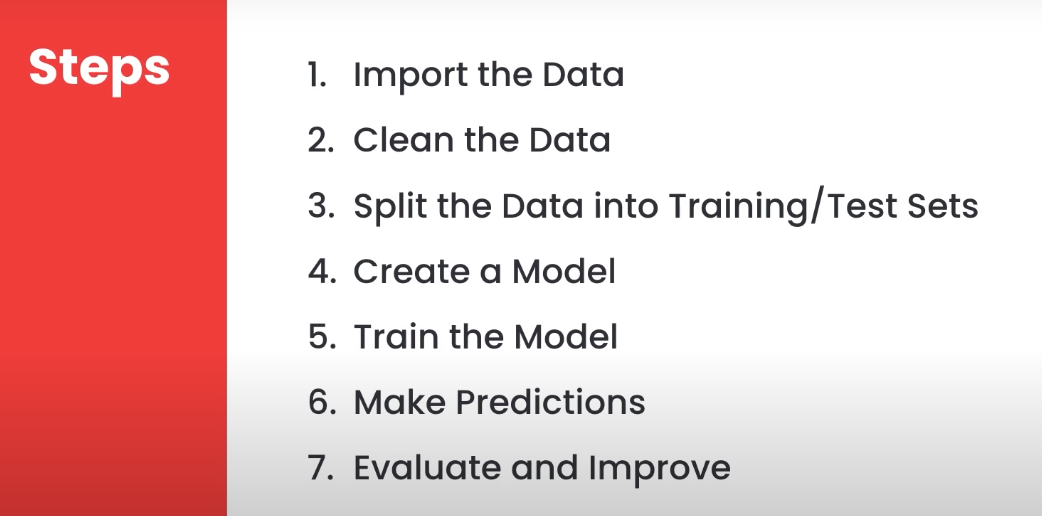 Steps
1. Import the Data
2. Clean the Data
3. Split the Data into Training/Test Sets
4. Create a Model
5. Train the Model
6. Make Predictions
7. Evaluate and Improve